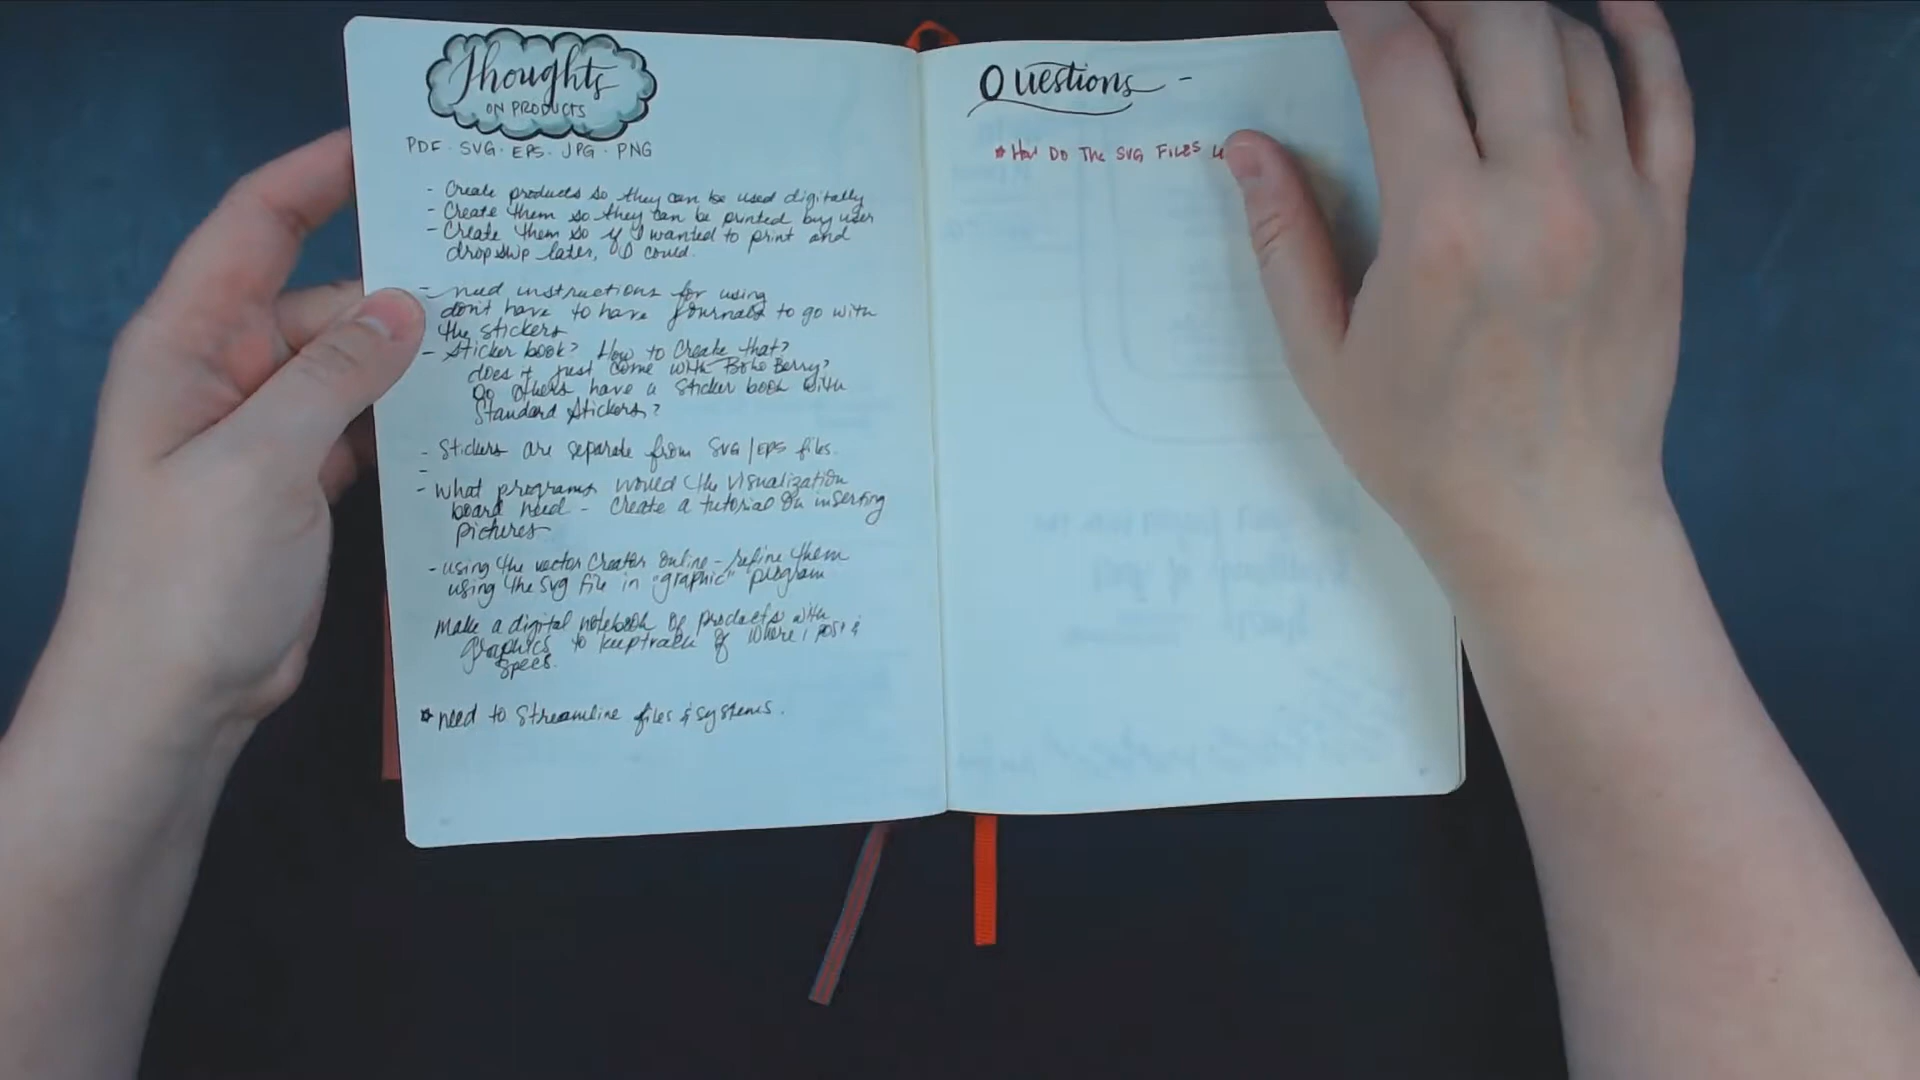 Thoughts
ON PRODUCTS
PDF · SVG · EPS · JPG · PNG
- Create products so they can be used digitally
- Create them so they can be printed buy user
- Create them so if I wanted to print and
dropship later, I could.
- need instructions for using
don't have to have Journals to go with
the stickers
- Sticker book? How to Create that?
does it just come with Boho Berry?
Do others have a Sticker book with
Standard Stickers?
- Stickers are separate from SVG/EPS files.
-
- What programs would the visualization
board need - Create a tutorial on inserting
pictures
- using the vector Creator Online - refine them
using the svg file in "graphic" program
make a digital notebook of products with
graphics to keep track of where i post &
specs.
* need to Streamline files & systems.
Questions -
* How Do The SVG Files